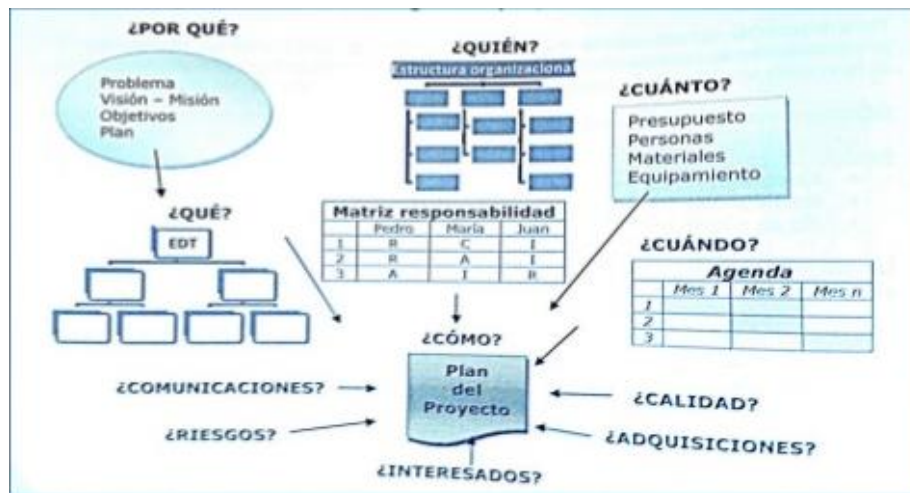 ¿POR QUÉ?
Problema
Visión – Misión
Objetivos
Plan
¿QUIÉN?
Estructura organizacional
¿CUÁNTO?
Presupuesto
Personas
Materiales
Equipamiento
¿QUÉ?
EDT
Matriz responsabilidad
Pedro María Juan
1 R C I
2 R A I
3 A I R
¿CUÁNDO?
Agenda
Mes 1 Mes 2 Mes n
1
2
3
¿CÓMO?
Plan
del
Proyecto
¿COMUNICACIONES?
¿RIESGOS?
¿INTERESADOS?
¿CALIDAD?
¿ADQUISICIONES?